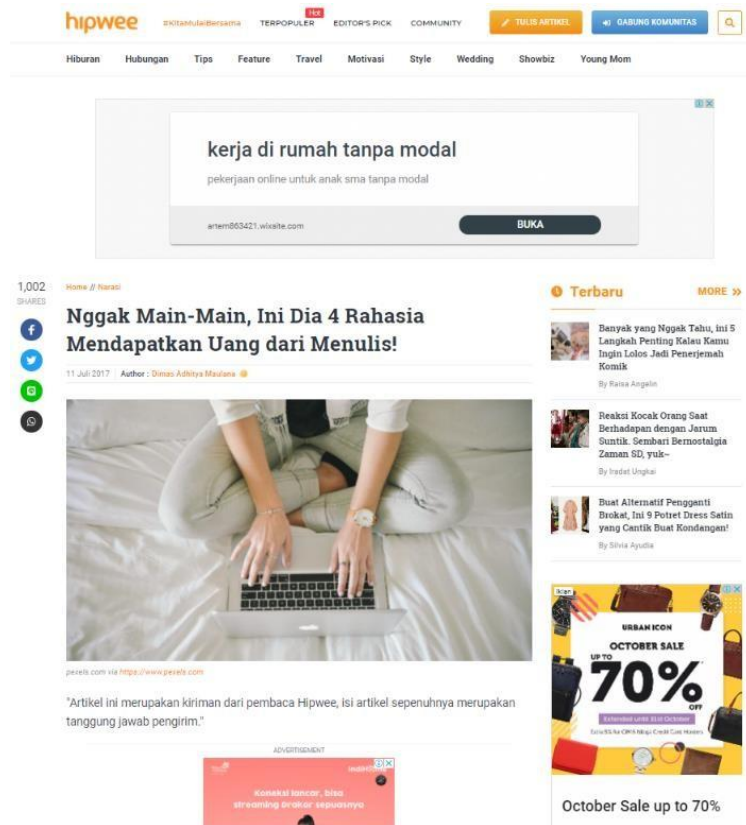 hipwee
#KitaMulaiBersama
TERPOPULER
Hot
EDITOR'S PICK
COMMUNITY
TULIS ARTIKEL
GABUNG KOMUNITAS
Hiburan Hubungan Tips Feature Travel Motivasi Style Wedding Showbiz Young Mom
kerja di rumah tanpa modal
pekerjaan online untuk anak sma tanpa modal
artem863421.wixsite.com
BUKA
1,002
SHARES
Home // Narasi
Nggak Main-Main, Ini Dia 4 Rahasia
Mendapatkan Uang dari Menulis!
11 Juli 2017 | Author : Dimas Adhitya Maulana
pexels.com via https://www.pexels.com
"Artikel ini merupakan kiriman dari pembaca Hipwee, isi artikel sepenuhnya merupakan
tanggung jawab pengirim."
ADVERTISEMENT
IndiHome
Koneksi lancar, bisa
streaming Drakor sepuasnya
Terbaru
MORE »
Banyak yang Nggak Tahu, ini 5
Langkah Penting Kalau Kamu
Ingin Lolos Jadi Penerjemah
Komik
By Raisa Angelin
Reaksi Kocak Orang Saat
Berhadapan dengan Jarum
Suntik. Sembari Bernostalgia
Zaman SD, yuk~
By Iradat Ungkai
Buat Alternatif Pengganti
Brokat, Ini 9 Potret Dress Satin
yang Cantik Buat Kondangan!
By Silvia Ayudia
Iklan
URBAN ICON
OCTOBER SALE
UP TO
70%
OFF
Extended until 31st October
October Sale up to 70%